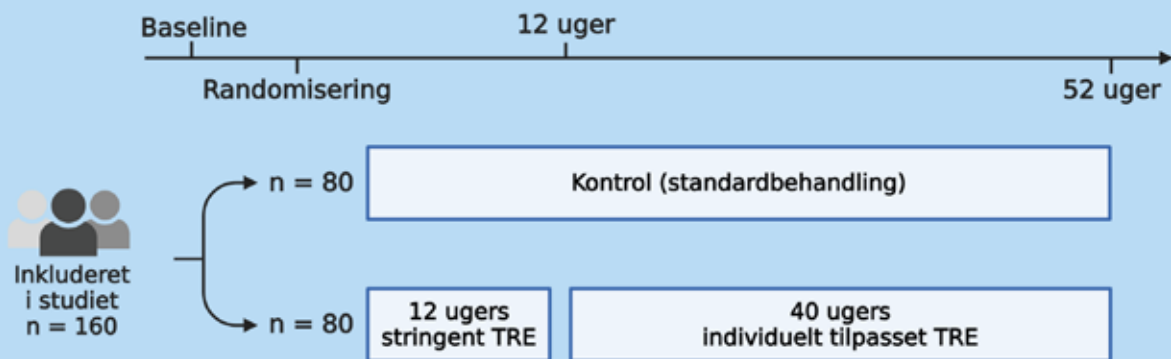 Baseline
12 uger
Randomisering
52 uger
n = 80
Kontrol (standardbehandling)
Inkluderet
i studiet
n = 160
n = 80
12 ugers
stringent TRE
40 ugers
individuelt tilpasset TRE